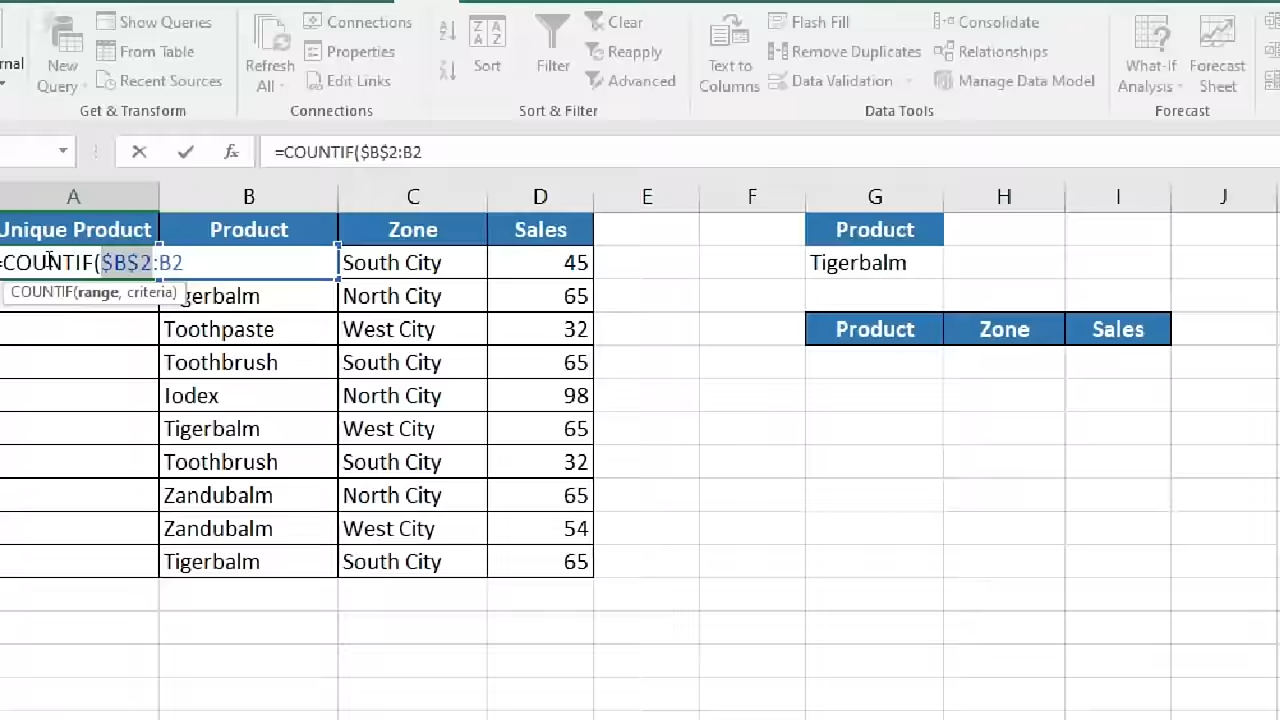 Show Queries
From Table
Recent Sources
New Query
Get & Transform
Refresh All
Connections
Properties
Edit Links
Connections
Sort
Filter
Clear
Reapply
Advanced
Sort & Filter
Text to Columns
Flash Fill
Remove Duplicates
Data Validation
Consolidate
Relationships
Manage Data Model
Data Tools
What-If Analysis
Forecast Sheet
Forecast
fx =COUNTIF($B$2:B2
A B C D E F G H I J
Unique Product Product Zone Sales Product
=COUNTIF($B$2:B2 South City 45 Tigerbalm
COUNTIF(range, criteria) gerbalm North City 65
Toothpaste West City 32 Product Zone Sales
Toothbrush South City 65
Iodex North City 98
Tigerbalm West City 65
Toothbrush South City 32
Zandubalm North City 65
Zandubalm West City 54
Tigerbalm South City 65